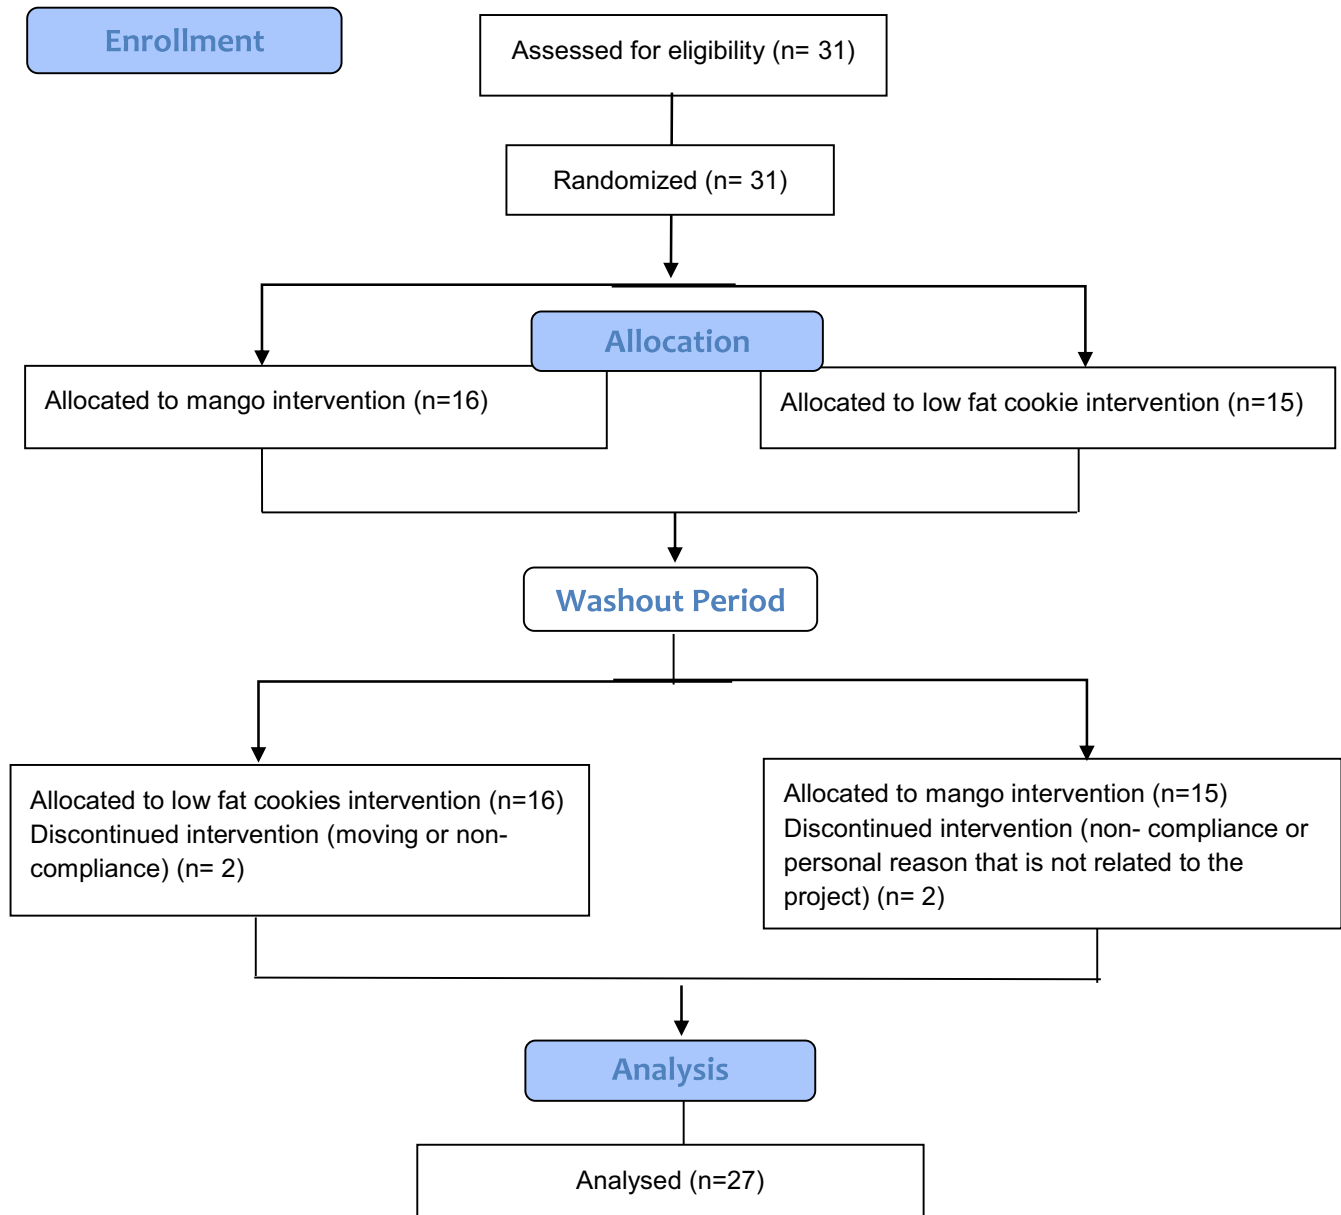 Enrollment
Assessed for eligibility (n= 31)
Randomized (n= 31)
Allocation
Allocated to mango intervention (n=16)
Allocated to low fat cookie intervention (n=15)
Washout Period
Allocated to low fat cookies intervention (n=16)
Discontinued intervention (moving or non-
compliance) (n= 2)
Allocated to mango intervention (n=15)
Discontinued intervention (non- compliance or
personal reason that is not related to the
project) (n= 2)
Analysis
Analysed (n=27)